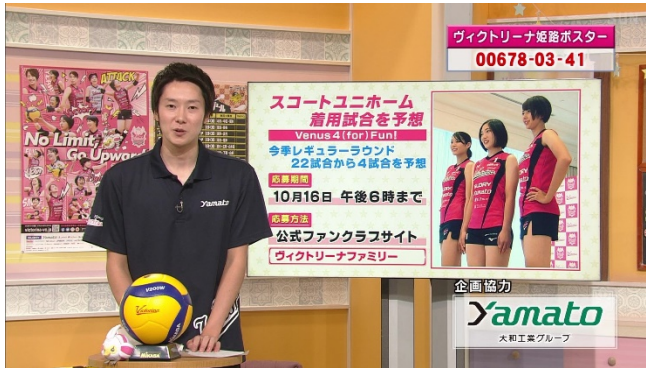 ヴィクトリーナ姫路ポスター
00678-03-41
ATTACK
No Limit,
Go Upward
スコートユニホーム
着用試合を予想
Venus4(for)Fun!
今季レギュラーラウンド
22試合から4試合を予想
応募期間
10月16日 午後6時まで
応募方法
公式ファンクラブサイト
ヴィクトリーナファミリー
Yamato
V200W
MIKASA
企画協力
Yamato
大和工業グループ